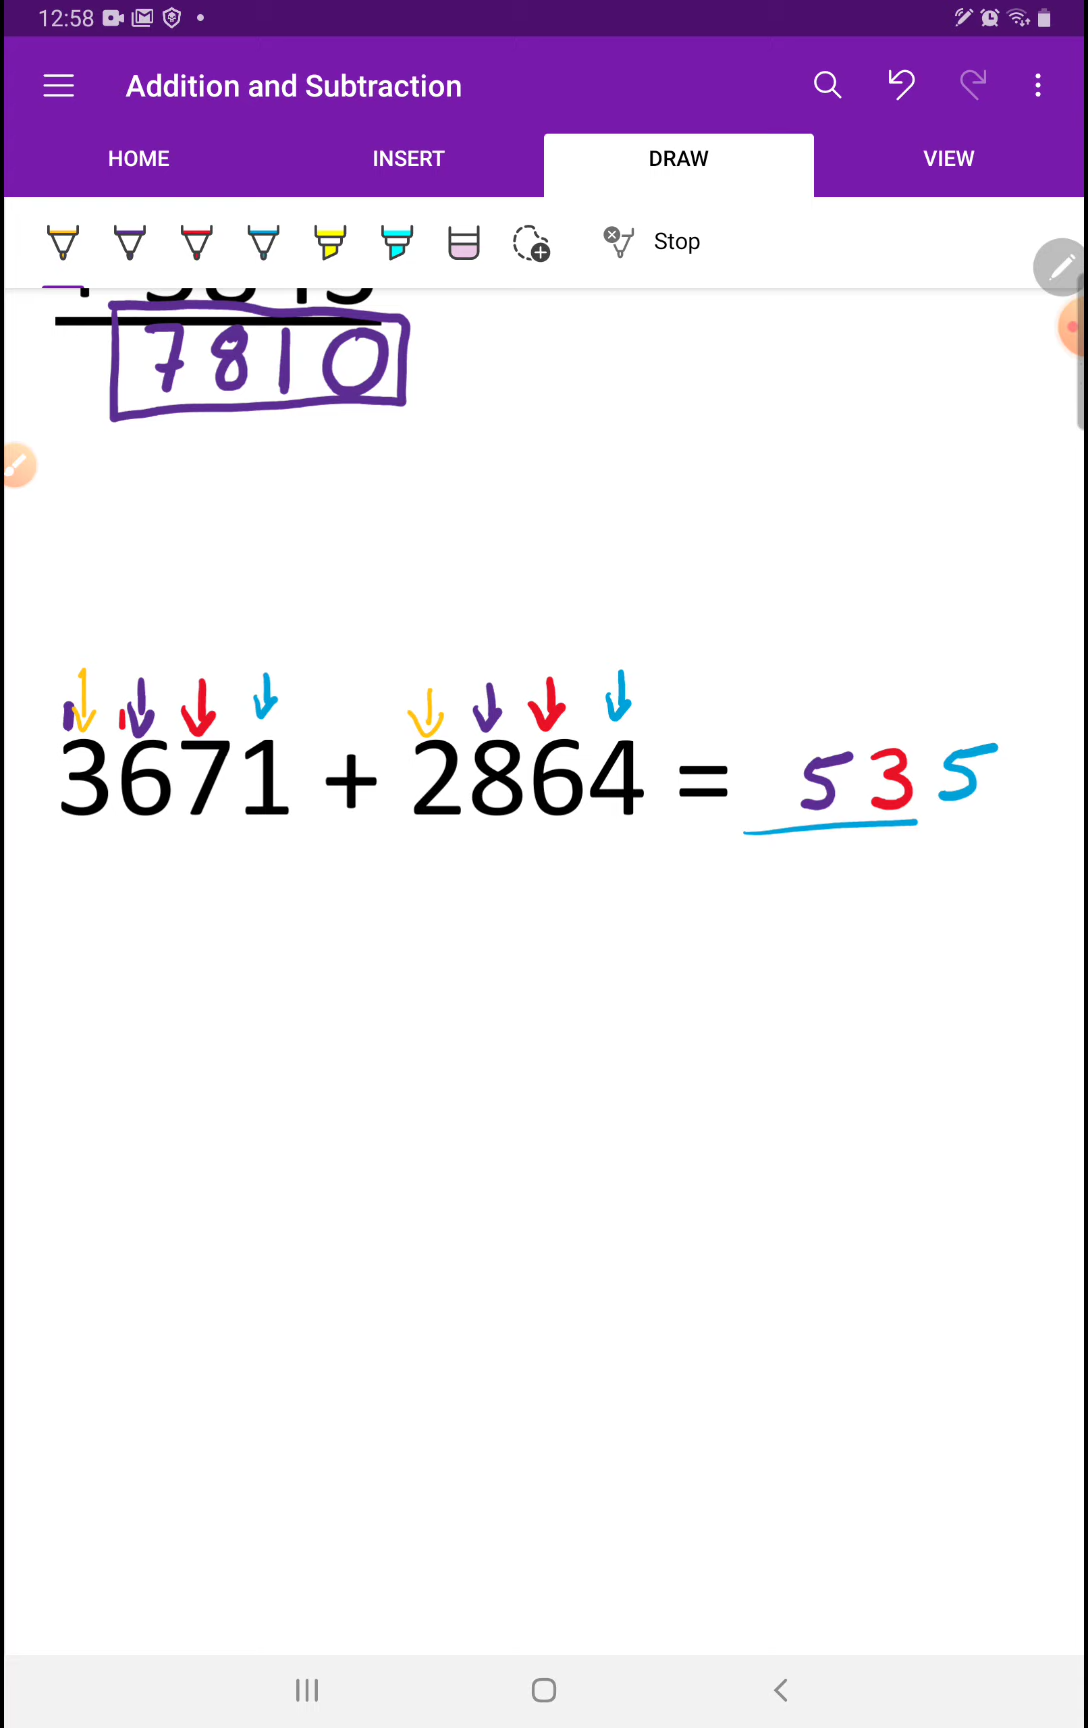 12:58
Addition and Subtraction
HOME INSERT DRAW VIEW
Stop
7810
3671 + 2864 = 535